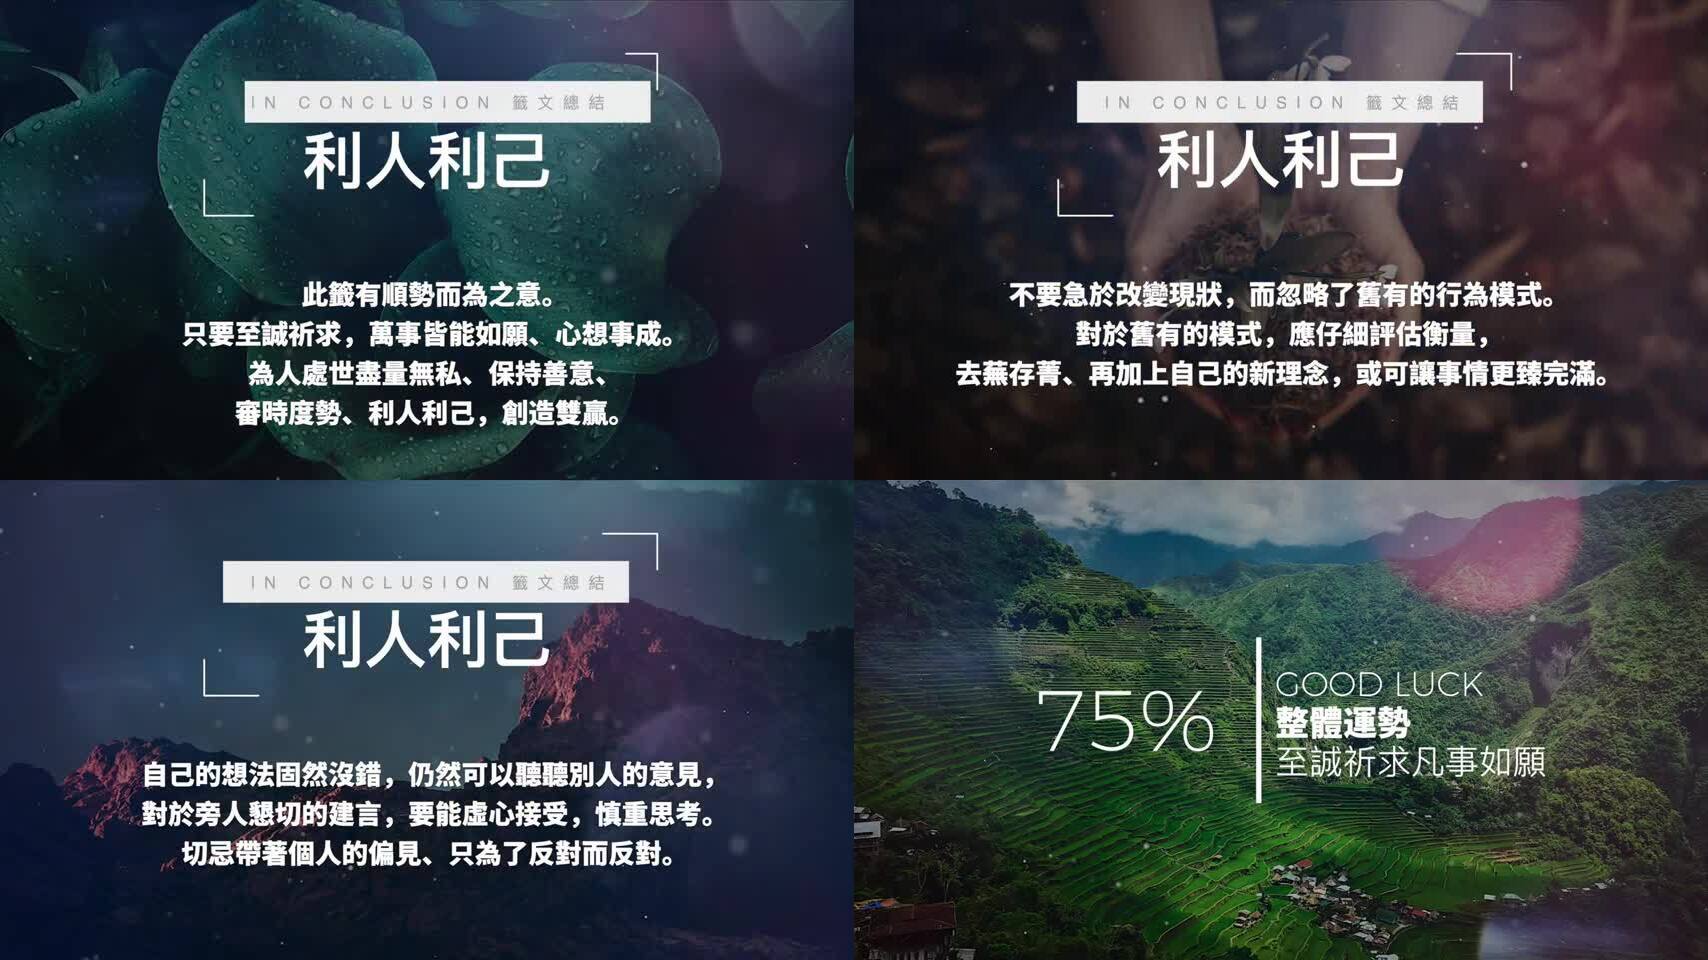 IN CONCLUSION 籤文總結
利人利己
此籤有順勢而為之意。
只要至誠祈求，萬事皆能如願、心想事成。
為人處世盡量無私、保持善意、
審時度勢、利人利己，創造雙贏。
IN CONCLUSION 籤文總結
利人利己
不要急於改變現狀，而忽略了舊有的行為模式。
對於舊有的模式，應仔細評估衡量，
去蕪存菁、再加上自己的新理念，或可讓事情更臻完滿。
IN CONCLUSION 籤文總結
利人利己
自己的想法固然沒錯，仍然可以聽聽別人的意見，
對於旁人懇切的建言，要能虛心接受，慎重思考。
切忌帶著個人的偏見、只為了反對而反對。
75%
GOOD LUCK
整體運勢
至誠祈求凡事如願